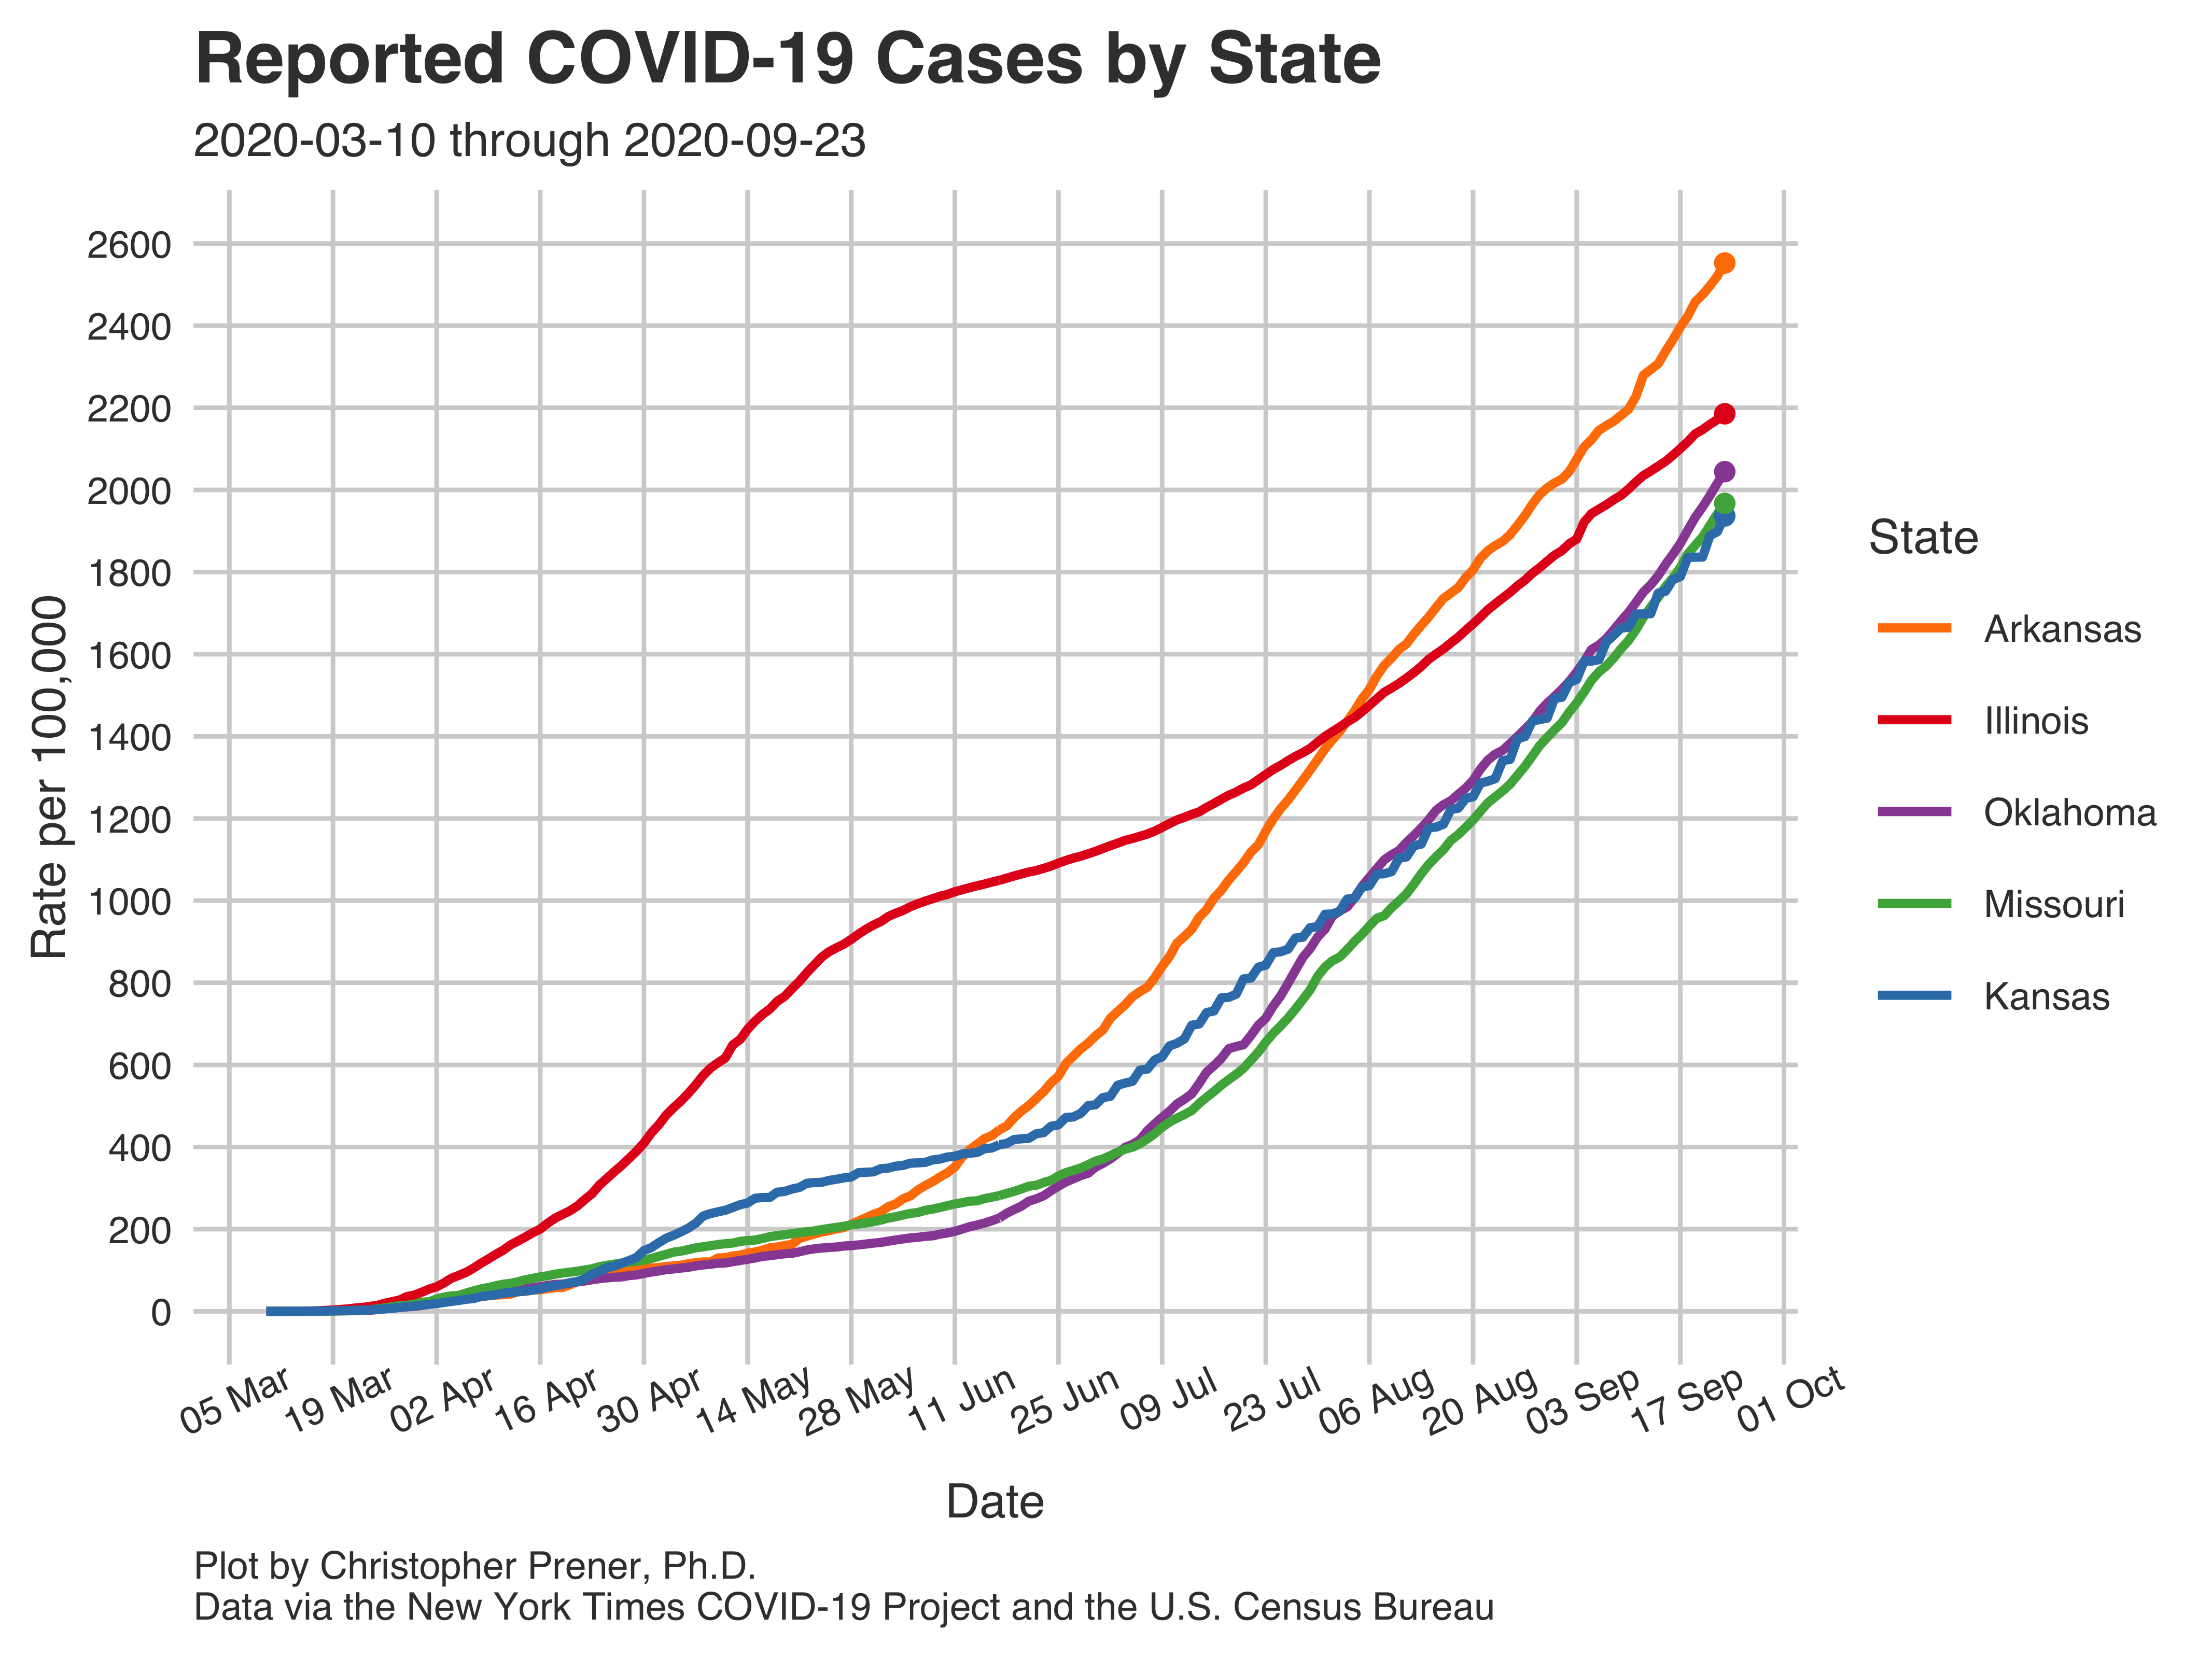 Reported COVID-19 Cases by State
2020-03-10 through 2020-09-23
2600
2400
2200
2000
1800
1600
1400
1200
1000
800
600
400
200
0
Rate per 100,000
05 Mar
19 Mar
02 Apr
16 Apr
30 Apr
14 May
28 May
11 Jun
25 Jun
09 Jul
23 Jul
06 Aug
20 Aug
03 Sep
17 Sep
01 Oct
Date
State
Arkansas
Illinois
Oklahoma
Missouri
Kansas
Plot by Christopher Prener, Ph.D.
Data via the New York Times COVID-19 Project and the U.S. Census Bureau